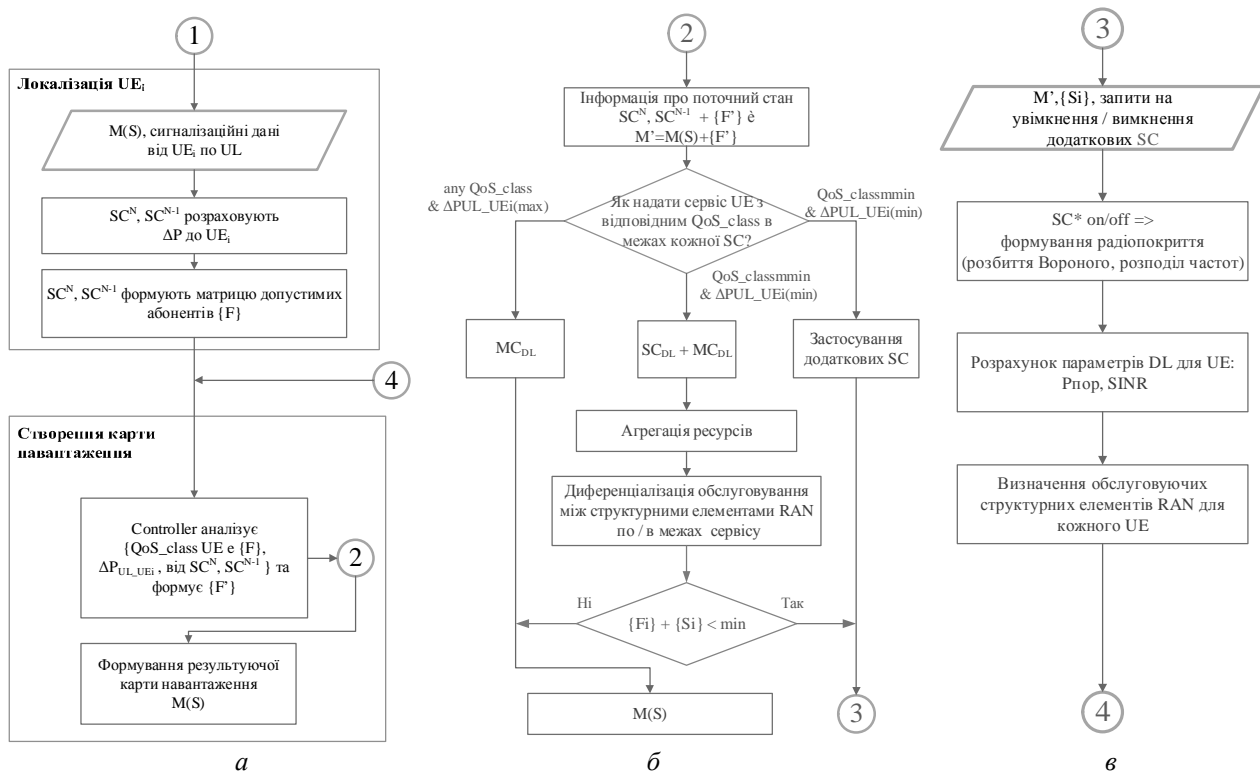 1
Локалізація UEi
M(S), сигналізаційні дані
від UEi по UL
SCN, SCN-1 розраховують
ΔP до UEi
SCN, SCN-1 формують матрицю допустимих
абонентів {F}
4
Створення карти
навантаження
Controller аналізує
{QoS_class UE е {F},
ΔPUL_UEi , від SCN, SCN-1 } та
формує {F’}
2
Формування результуючої
карти навантаження
M(S)
а
2
Інформація про поточний стан
SCN, SCN-1 + {F’} è
M’=M(S)+{F’}
any QoS_class
& ΔPUL_UEi(max)
Як надати сервіс UE з
відповідним QoS_class в
межах кожної SC?
QoS_classmmin
& ΔPUL_UEi(min)
QoS_classmmin
& ΔPUL_UEi(min)
MCDL
SCDL + MCDL
Застосування
додаткових SC
Агрегація ресурсів
Диференціалізація обслуговування
між структурними елементами RAN
по / в межах сервісу
Ні
{Fi} + {Si} < min
Так
M(S)
3
б
3
M’,{Si}, запити на
увімкнення / вимкнення
додаткових SC
SC* on/off =>
формування радіопокриття
(розбиття Вороного, розподіл частот)
Розрахунок параметрів DL для UE:
Pпор, SINR
Визначення обслуговуючих
структурних елементів RAN для
кожного UE
4
в